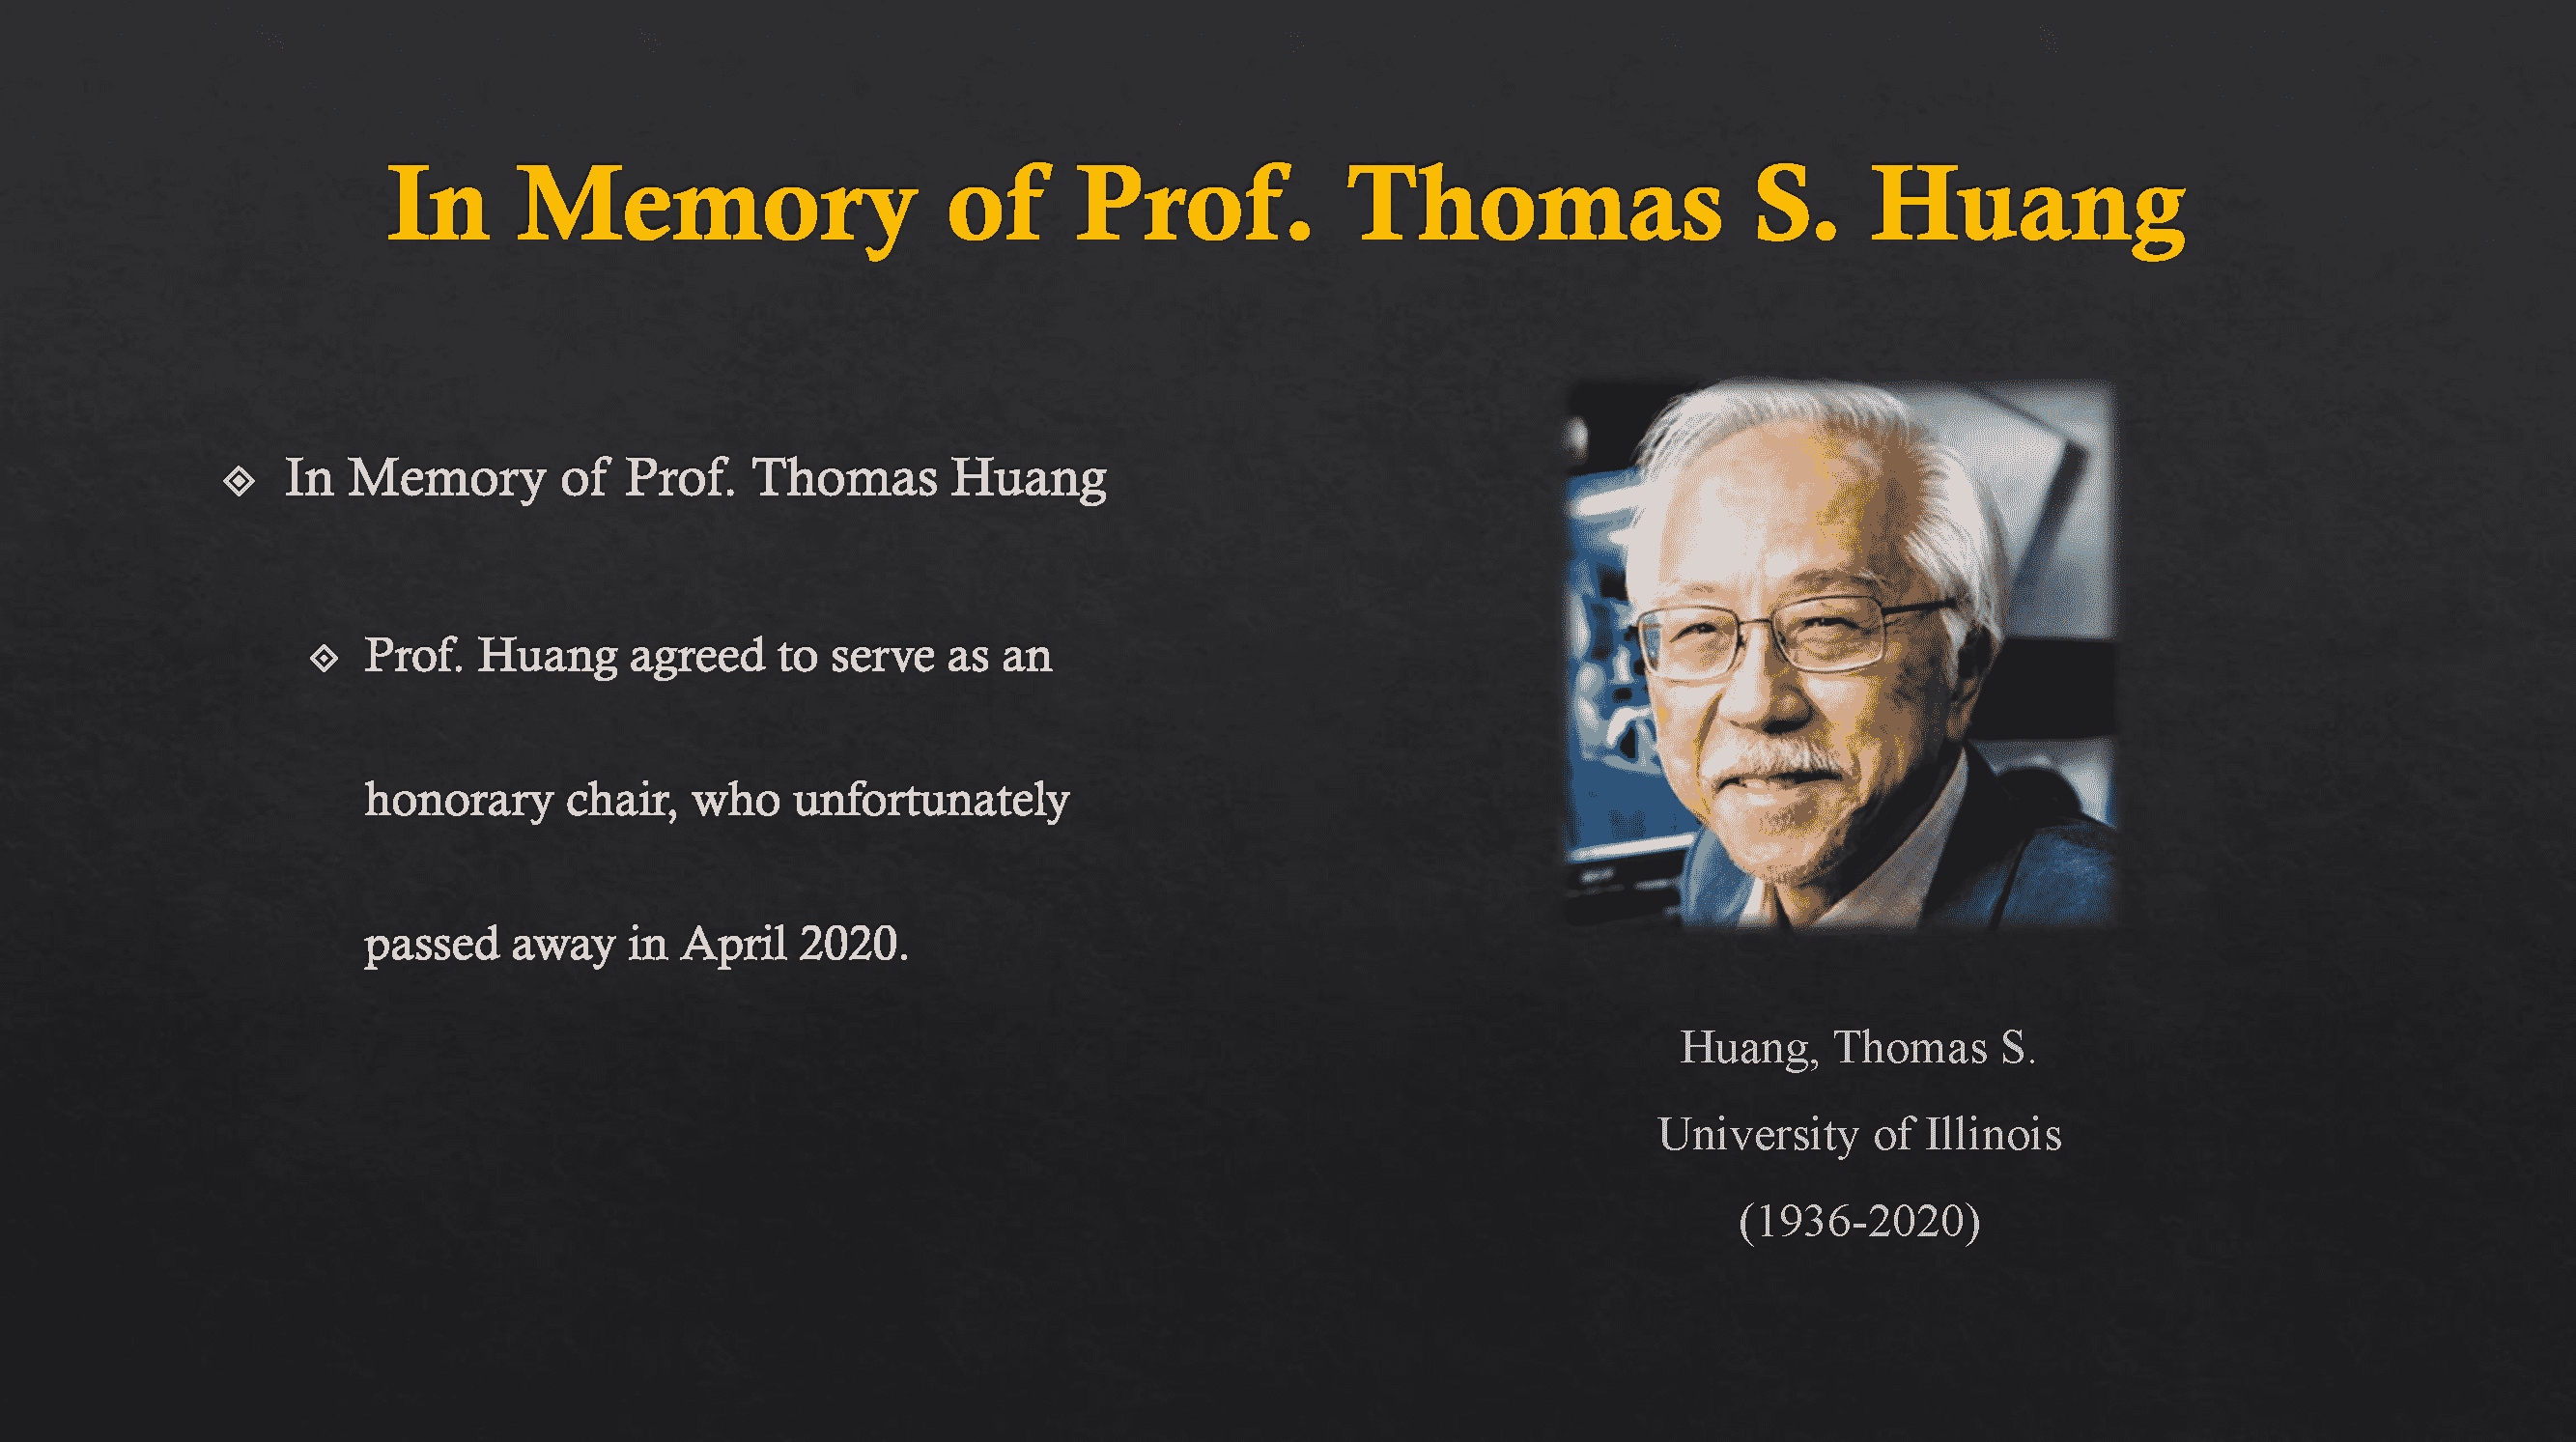 In Memory of Prof. Thomas S. Huang
In Memory of Prof. Thomas Huang
Prof. Huang agreed to serve as an
honorary chair, who unfortunately
passed away in April 2020.
Huang, Thomas S.
University of Illinois
(1936-2020)